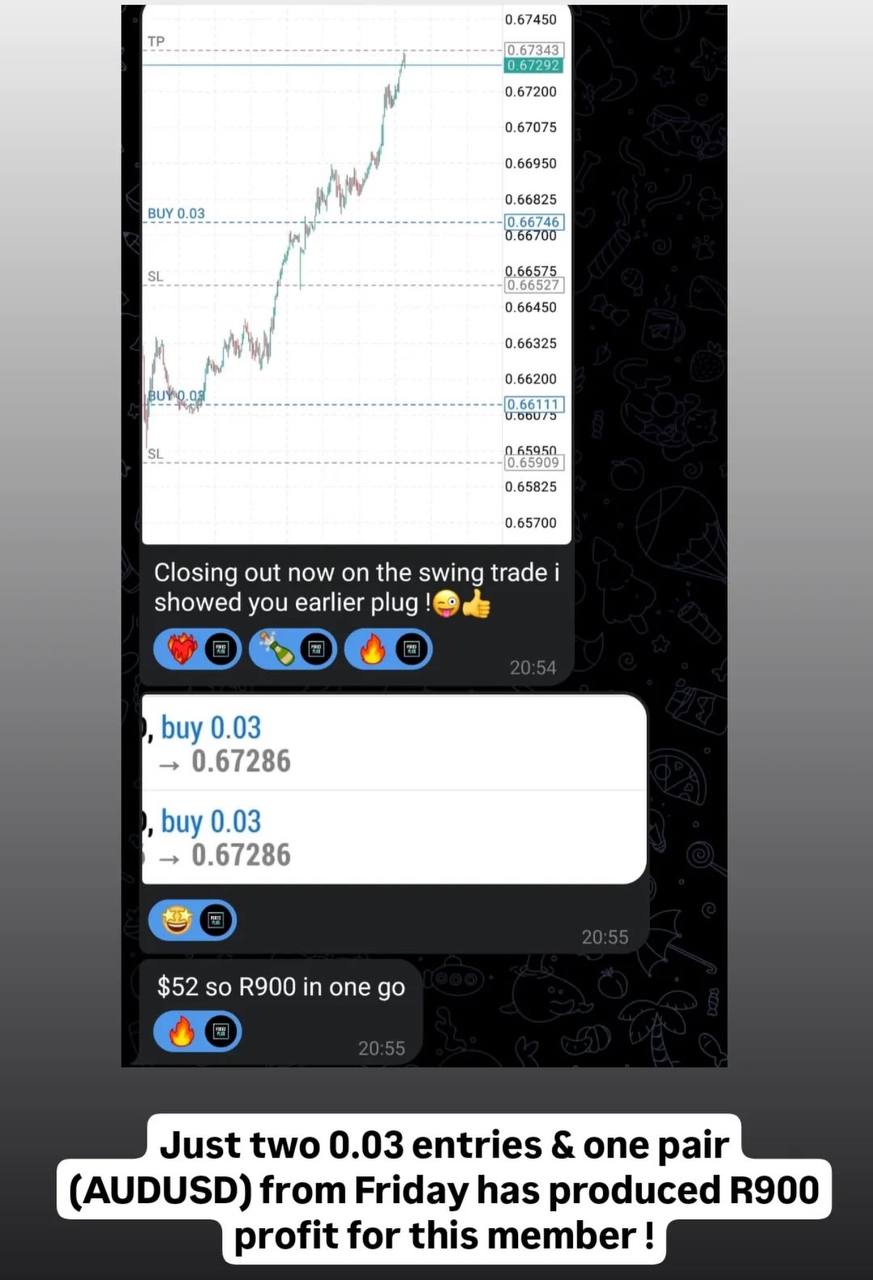 0.67450
TP
0.67343
0.67292
0.67200
0.67075
0.66950
0.66825
BUY 0.03
0.66746
0.66700
0.66575
SL
0.66527
0.66450
0.66325
0.66200
BUY 0.03
0.66111
0.66075
0.65950
SL
0.65909
0.65825
0.65700
Closing out now on the swing trade i
showed you earlier plug !😜👍
20:54
, buy 0.03
→ 0.67286
, buy 0.03
→ 0.67286
20:55
$52 so R900 in one go
20:55
Just two 0.03 entries & one pair
(AUDUSD) from Friday has produced R900
profit for this member !